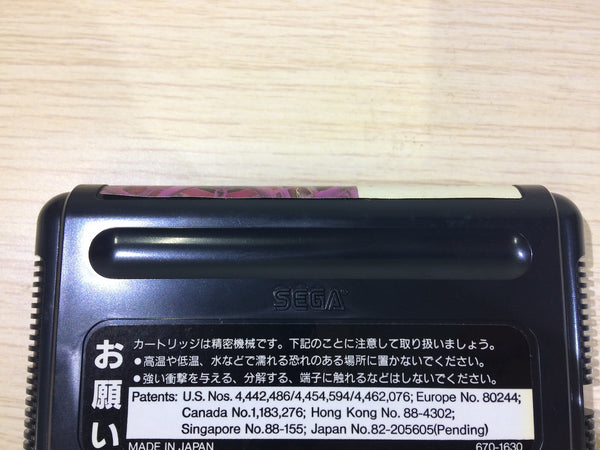 SEGA
お願い
カートリッジは精密機械です。下記のことに注意して取り扱いましょう。
●高温や低温、水などで濡れる恐れのある場所に置かないでください。
●強い衝撃を与える、分解する、端子に触れるなどはしないでください。
Patents: U.S. Nos. 4,442,486/4,454,594/4,462,076; Europe No. 80244;
Canada No.1,183,276; Hong Kong No. 88-4302;
Singapore No.88-155; Japan No.82-205605(Pending)
MADE IN JAPAN 670-1630